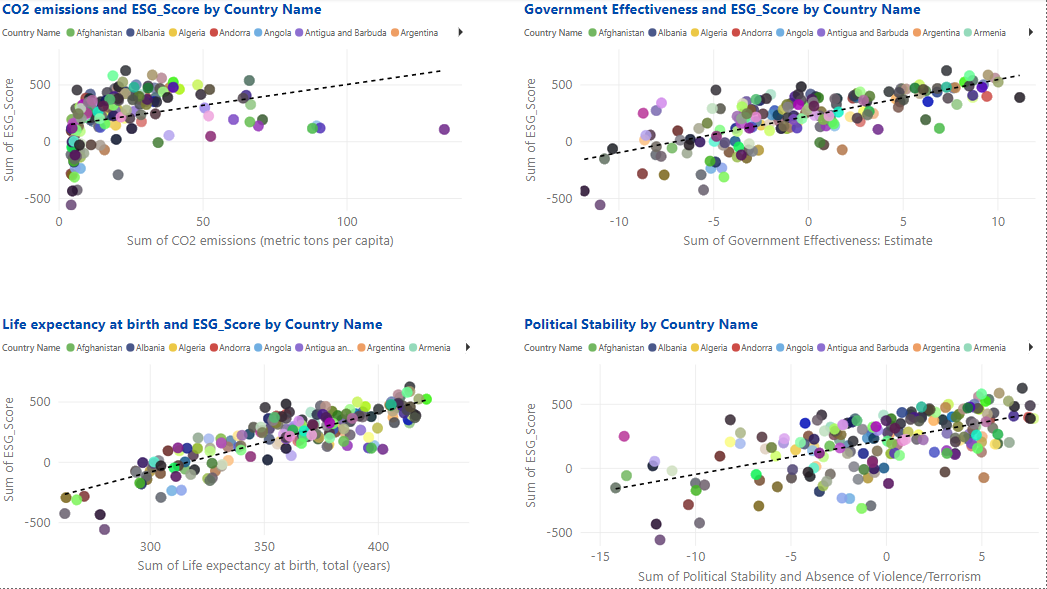 CO2 emissions and ESG_Score by Country Name
Country Name Afghanistan Albania Algeria Andorra Angola Antigua and Barbuda Argentina
Sum of ESG_Score
500
0
-500
0 50 100
Sum of CO2 emissions (metric tons per capita)
Government Effectiveness and ESG_Score by Country Name
Country Name Afghanistan Albania Algeria Andorra Angola Antigua and Barbuda Argentina Armenia
Sum of ESG_Score
500
0
-500
-10 -5 0 5 10
Sum of Government Effectiveness: Estimate
Life expectancy at birth and ESG_Score by Country Name
Country Name Afghanistan Albania Algeria Andorra Angola Antigua an... Argentina Armenia
Sum of ESG_Score
500
0
-500
300 350 400
Sum of Life expectancy at birth, total (years)
Political Stability by Country Name
Country Name Afghanistan Albania Algeria Andorra Angola Antigua and Barbuda Argentina Armenia
Sum of ESG_Score
500
0
-500
-15 -10 -5 0 5
Sum of Political Stability and Absence of Violence/Terrorism